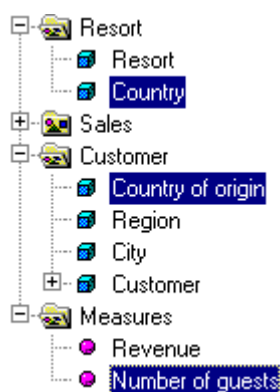 Resort
Resort
Country
Sales
Customer
Country of origin
Region
City
Customer
Measures
Revenue
Number of guests